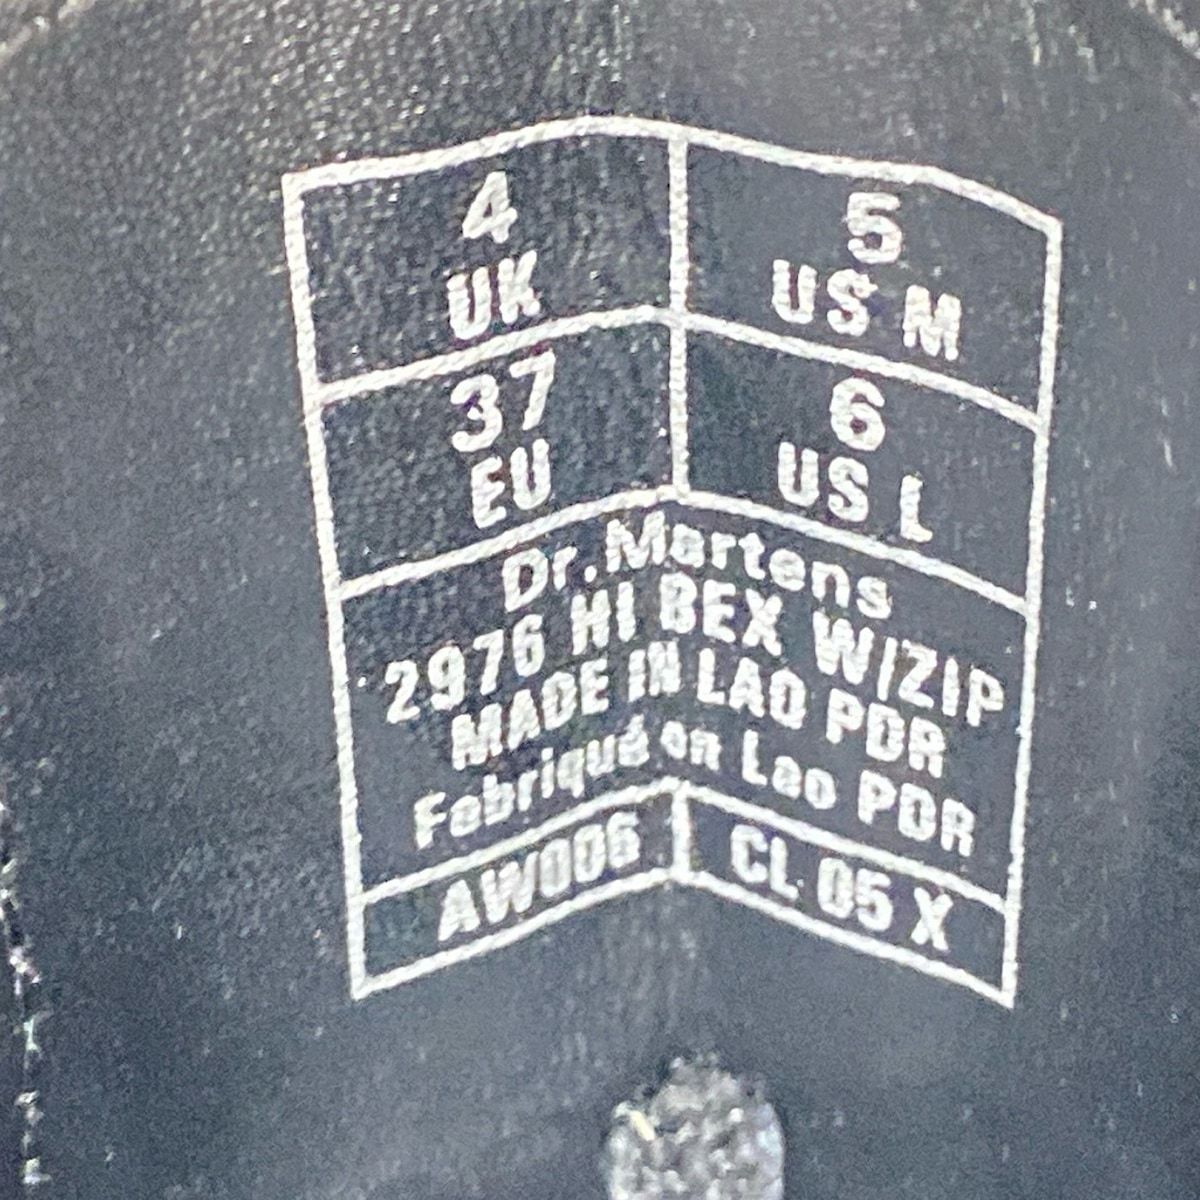 4
UK
5
US M
37
EU
6
US L
Dr.Martens
2976 HI BEX W/ZIP
MADE IN LAO PDR
Fabriqué en Lao PDR
AW006
CL 05 X